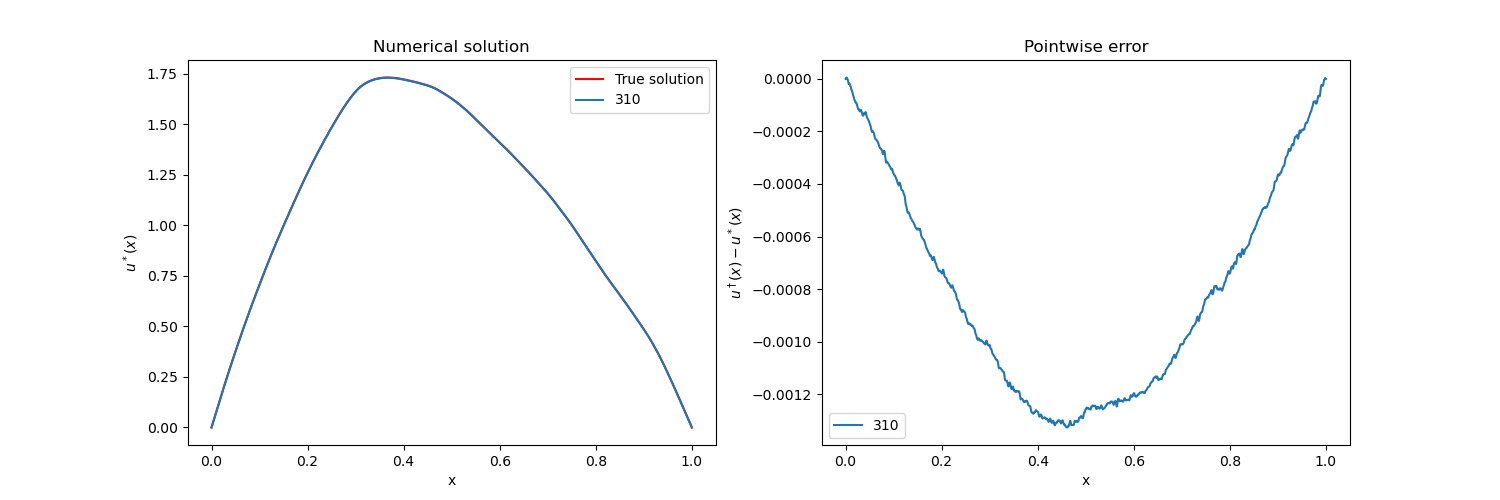 Numerical solution
True solution
310
1.75
1.50
1.25
1.00
0.75
0.50
0.25
0.00
u*(x)
0.0 0.2 0.4 0.6 0.8 1.0
x
Pointwise error
0.0000
−0.0002
−0.0004
−0.0006
−0.0008
−0.0010
−0.0012
u†(x) − u*(x)
310
0.0 0.2 0.4 0.6 0.8 1.0
x